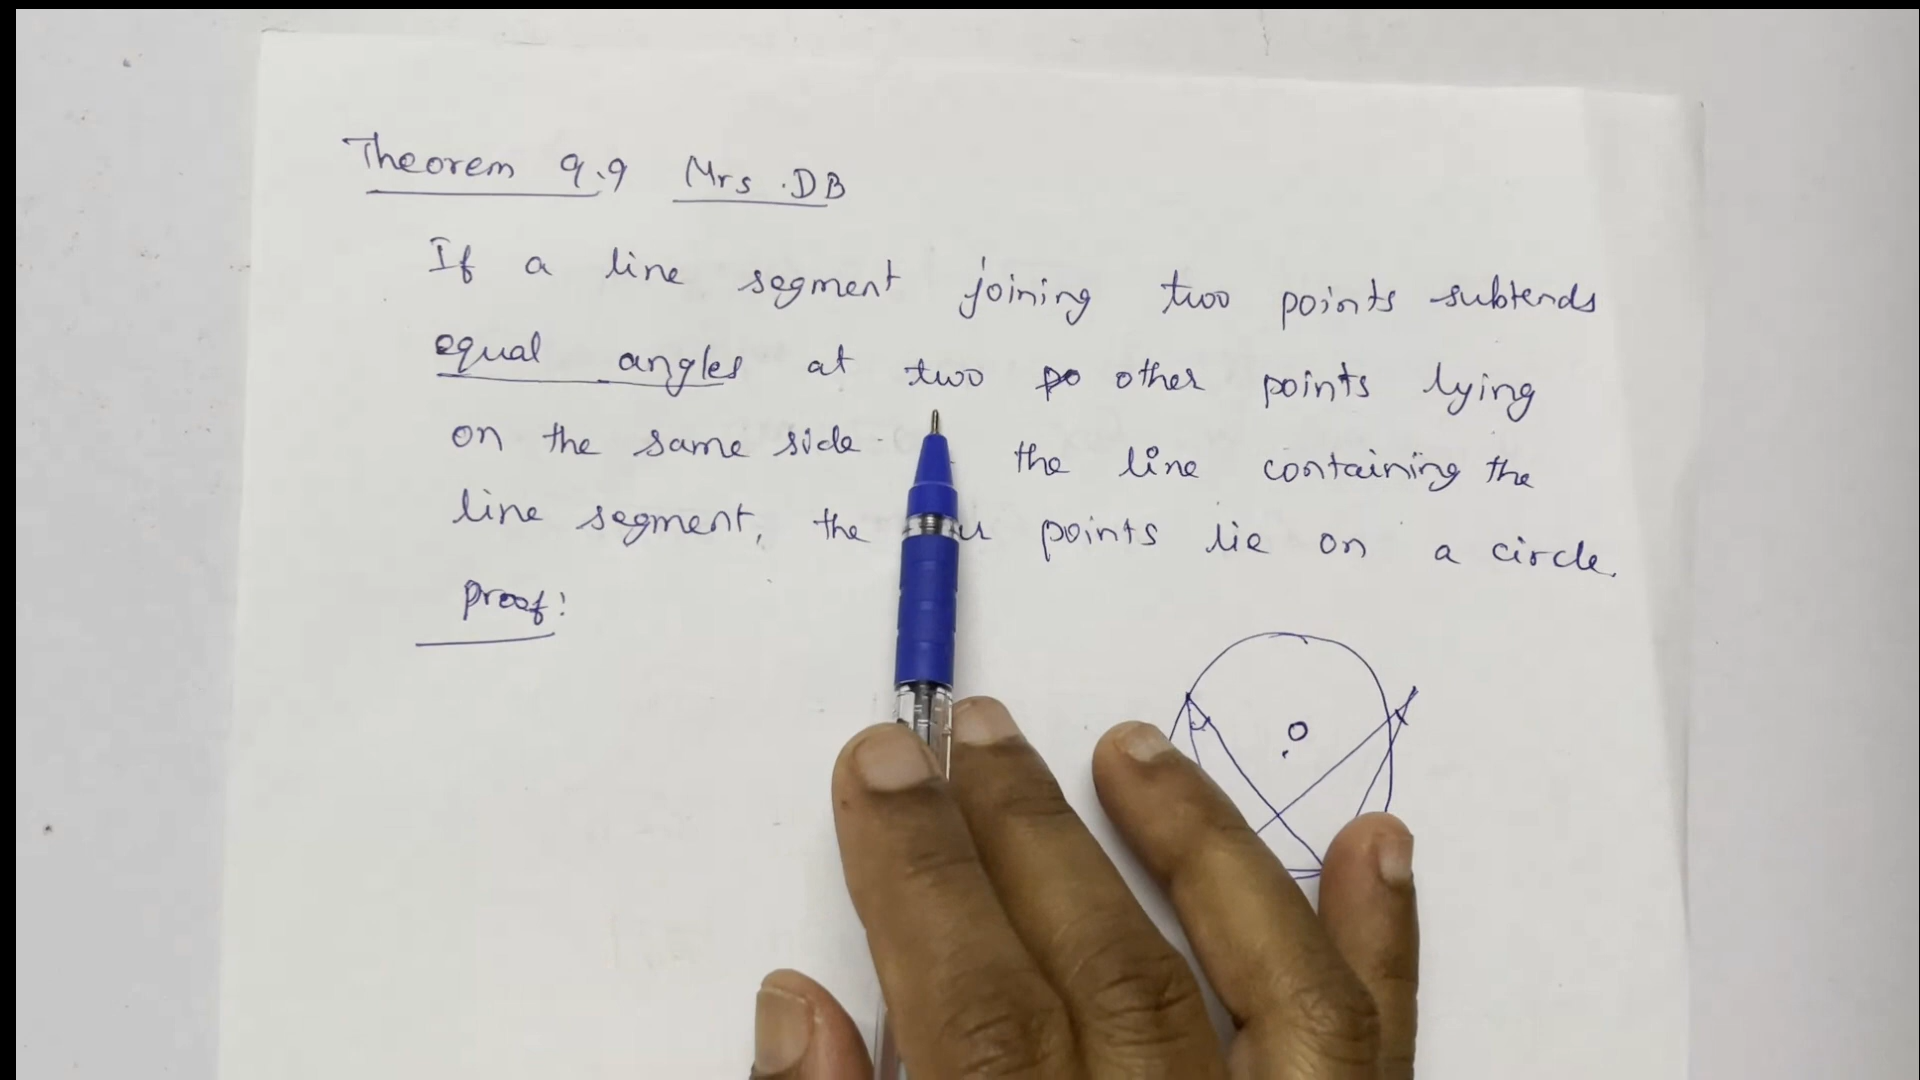 Theorem 9.9 Mrs. DB
If a line segment joining two points subtends
equal angles at two other points lying
on the same side the line containing the
line segment, the points lie on a circle.
Proof:
O